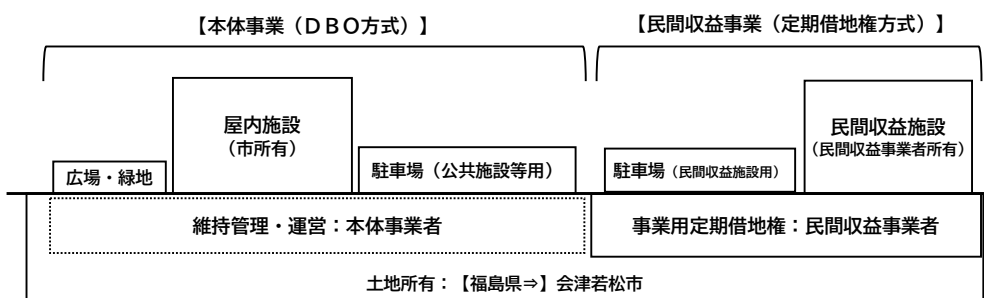 【本体事業（ＤＢＯ方式）】
【民間収益事業（定期借地権方式）】
屋内施設
（市所有）
広場・緑地
駐車場（公共施設等用）
駐車場（民間収益施設用）
民間収益施設
（民間収益事業者所有）
維持管理・運営：本体事業者
事業用定期借地権：民間収益事業者
土地所有：【福島県⇒】会津若松市